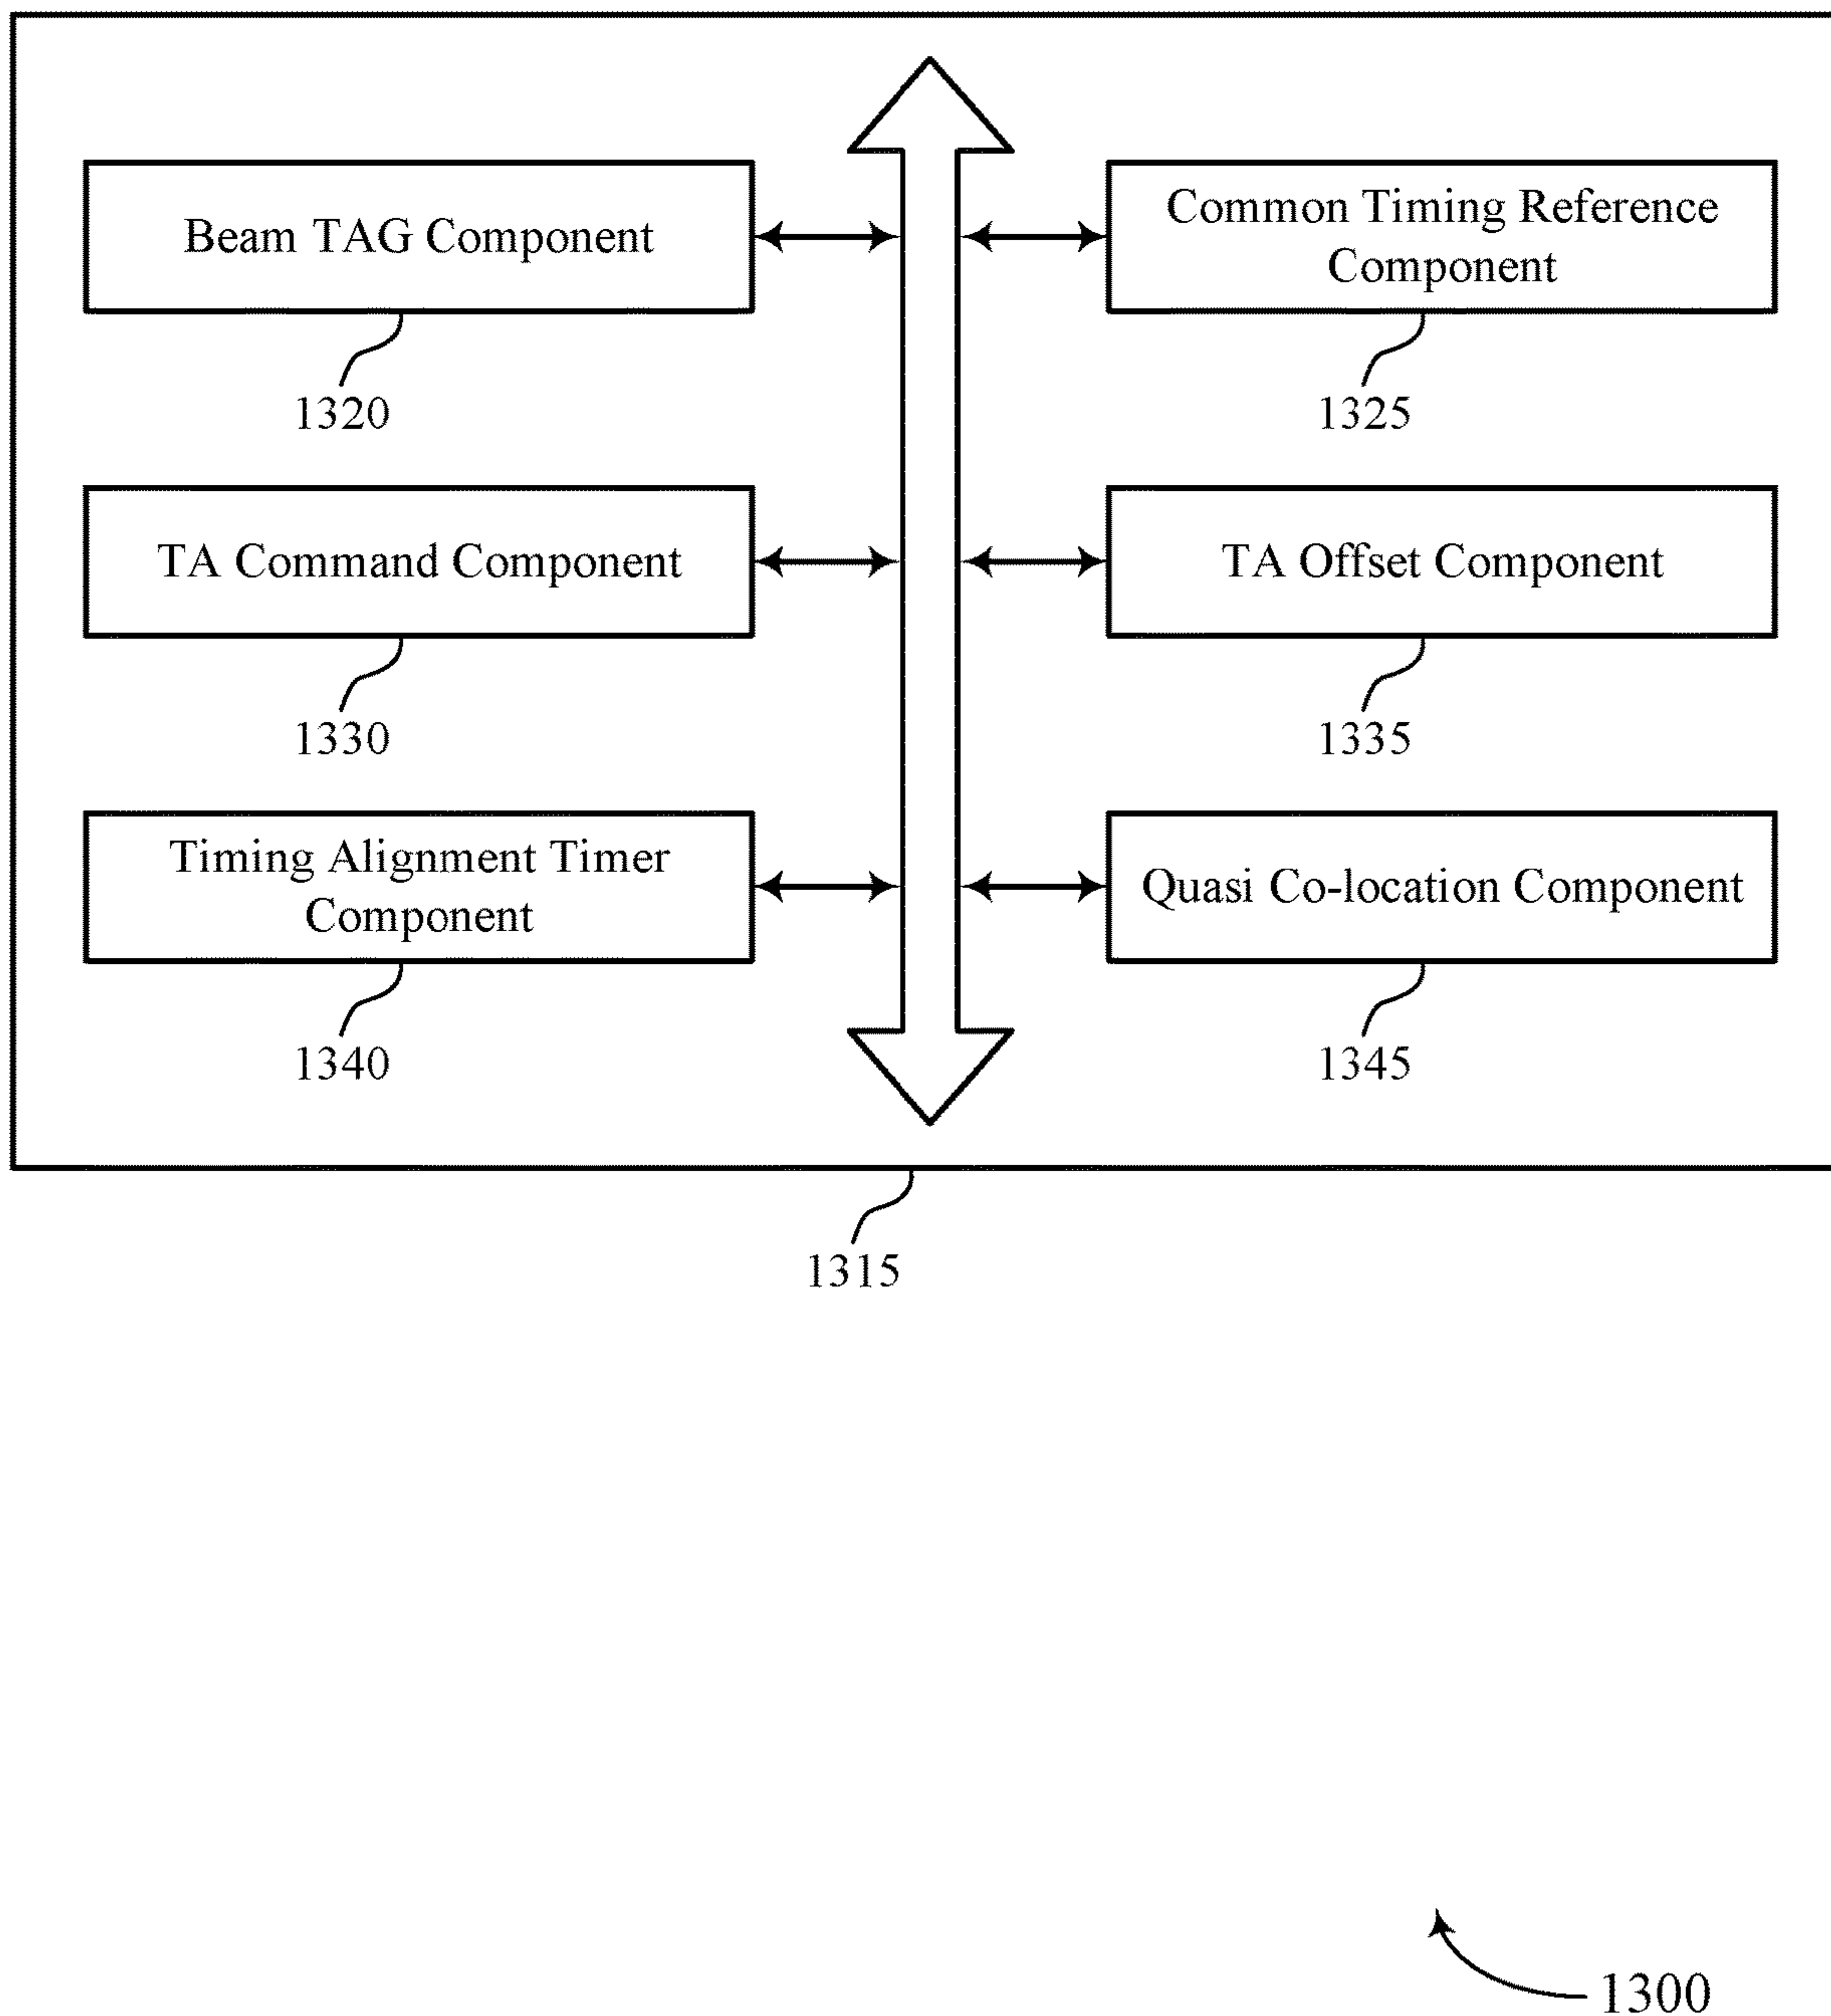 Beam TAG Component
Common Timing Reference
Component
1320
1325
TA Command Component
TA Offset Component
1330
1335
Timing Alignment Timer
Component
Quasi Co-location Component
1340
1345
1315
1300